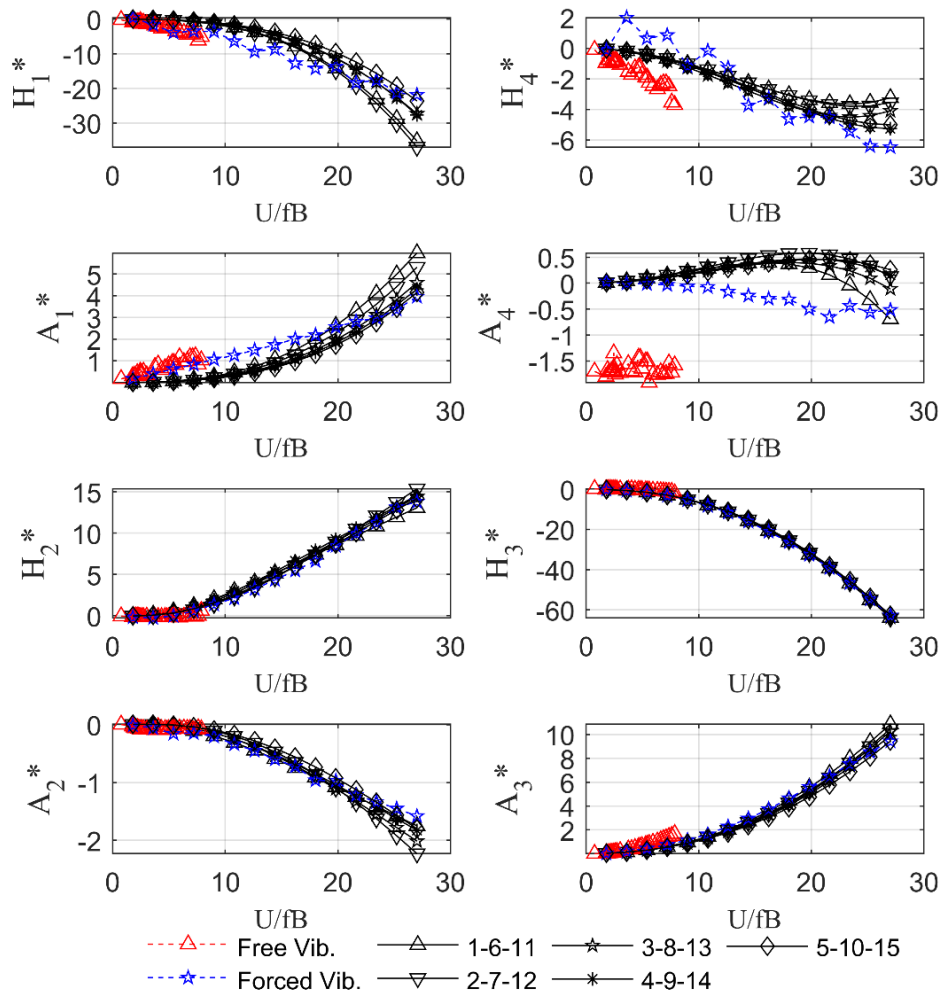 0
-10
-20
-30
H1*
0 10 20 30
U/fB
2
0
-2
-4
-6
H4*
0 10 20 30
U/fB
5
4
3
2
1
A1*
0 10 20 30
U/fB
0.5
0
-0.5
-1
-1.5
A4*
0 10 20 30
U/fB
15
10
5
0
H2*
0 10 20 30
U/fB
0
-20
-40
-60
H3*
0 10 20 30
U/fB
0
-1
-2
A2*
0 10 20 30
U/fB
10
8
6
4
2
A3*
0 10 20 30
U/fB
Free Vib. 1-6-11 3-8-13 5-10-15
Forced Vib. 2-7-12 4-9-14